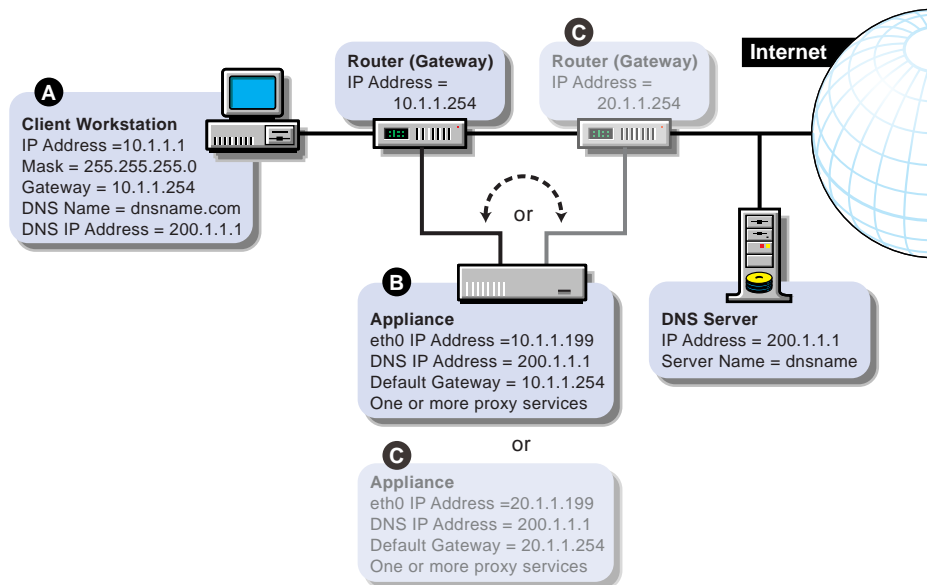 A
Client Workstation
IP Address =10.1.1.1
Mask = 255.255.255.0
Gateway = 10.1.1.254
DNS Name = dnsname.com
DNS IP Address = 200.1.1.1
Router (Gateway)
IP Address =
10.1.1.254
C
Router (Gateway)
IP Address =
20.1.1.254
Internet
or
B
Appliance
eth0 IP Address =10.1.1.199
DNS IP Address = 200.1.1.1
Default Gateway = 10.1.1.254
One or more proxy services
DNS Server
IP Address = 200.1.1.1
Server Name = dnsname
or
C
Appliance
eth0 IP Address =20.1.1.199
DNS IP Address = 200.1.1.1
Default Gateway = 20.1.1.254
One or more proxy services